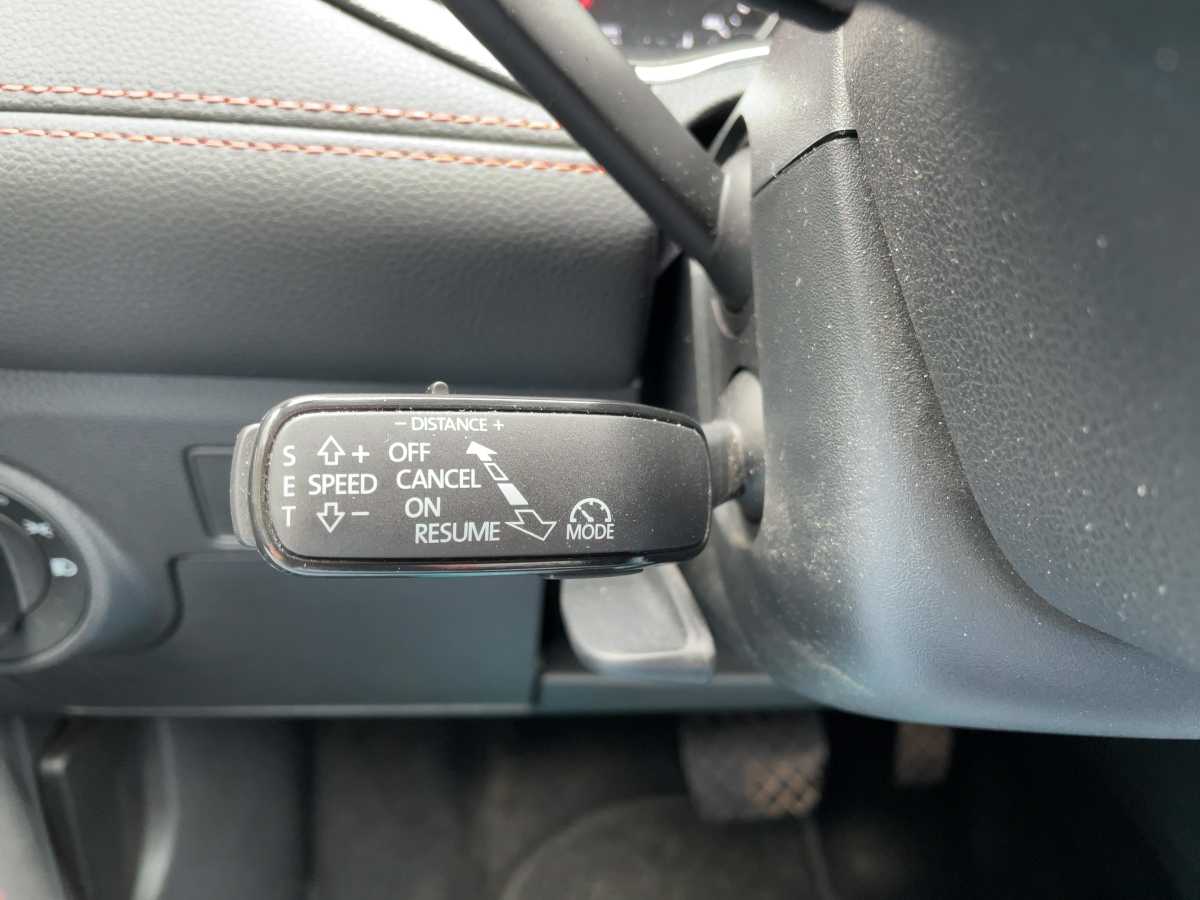 − DISTANCE +
S E T
+
SPEED
−
OFF
CANCEL
ON
RESUME
MODE